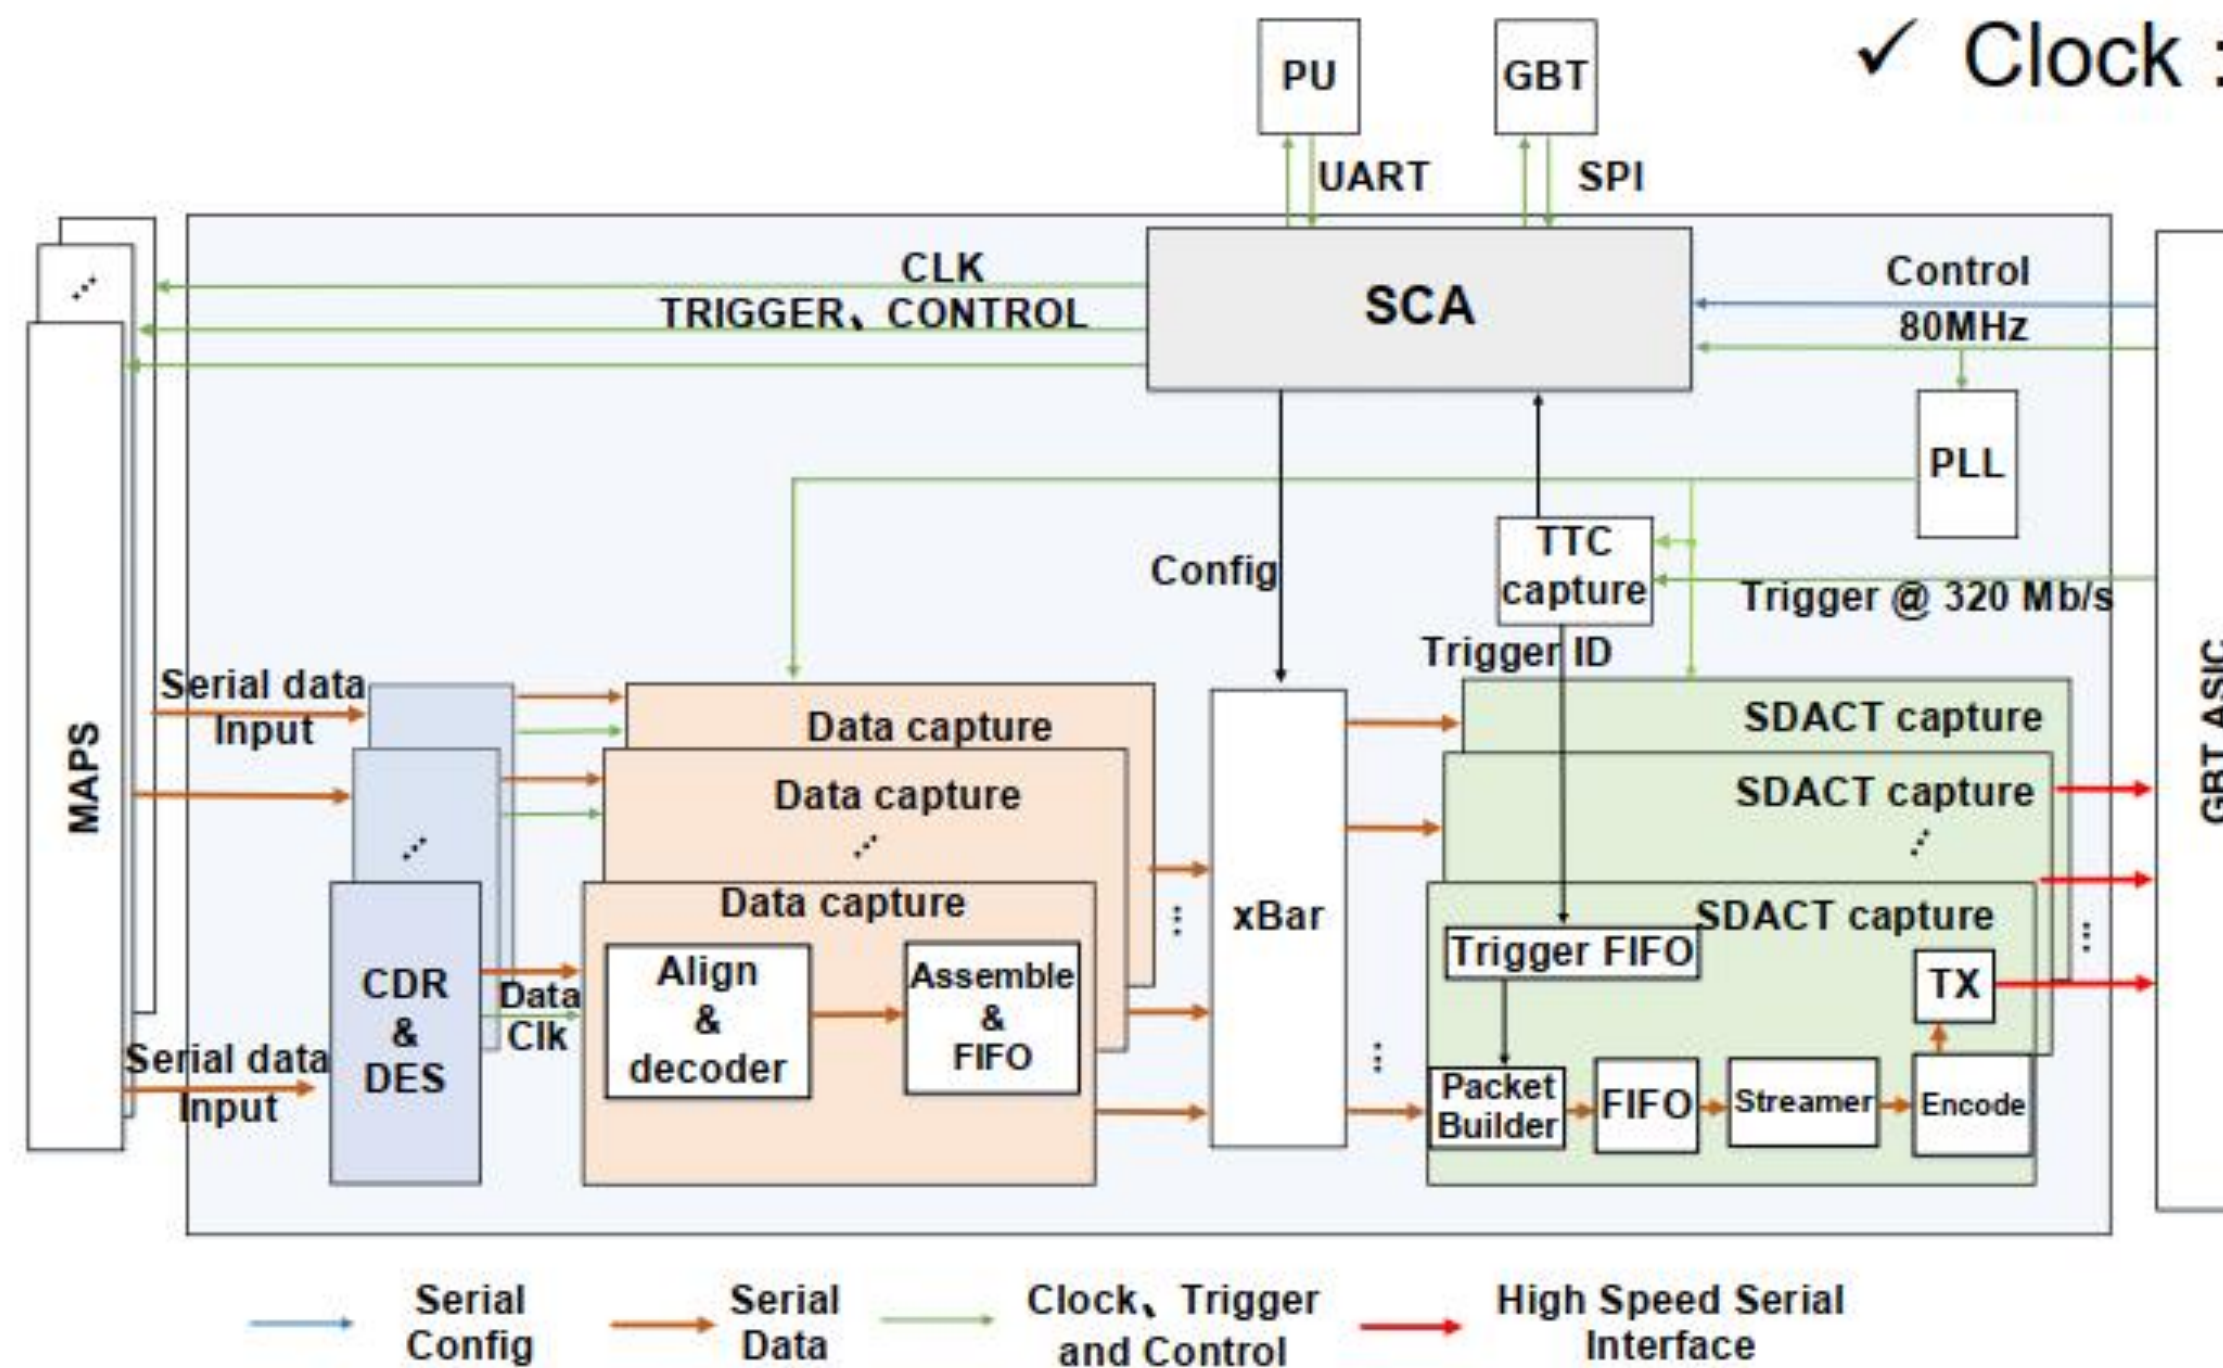 ✓ Clock :
PU
GBT
UART
SPI
CLK
TRIGGER、CONTROL
SCA
Control
80MHz
PLL
TTC
capture
Config
Trigger @ 320 Mb/s
Trigger ID
MAPS
Serial data
Input
Serial data
Input
CDR
&
DES
Data
Clk
Data capture
Data capture
Data capture
Align
&
decoder
Assemble
&
FIFO
xBar
SDACT capture
SDACT capture
SDACT capture
Trigger FIFO
TX
Packet
Builder
FIFO
Streamer
Encode
GBT ASIC
Serial
Config
Serial
Data
Clock、Trigger
and Control
High Speed Serial
Interface